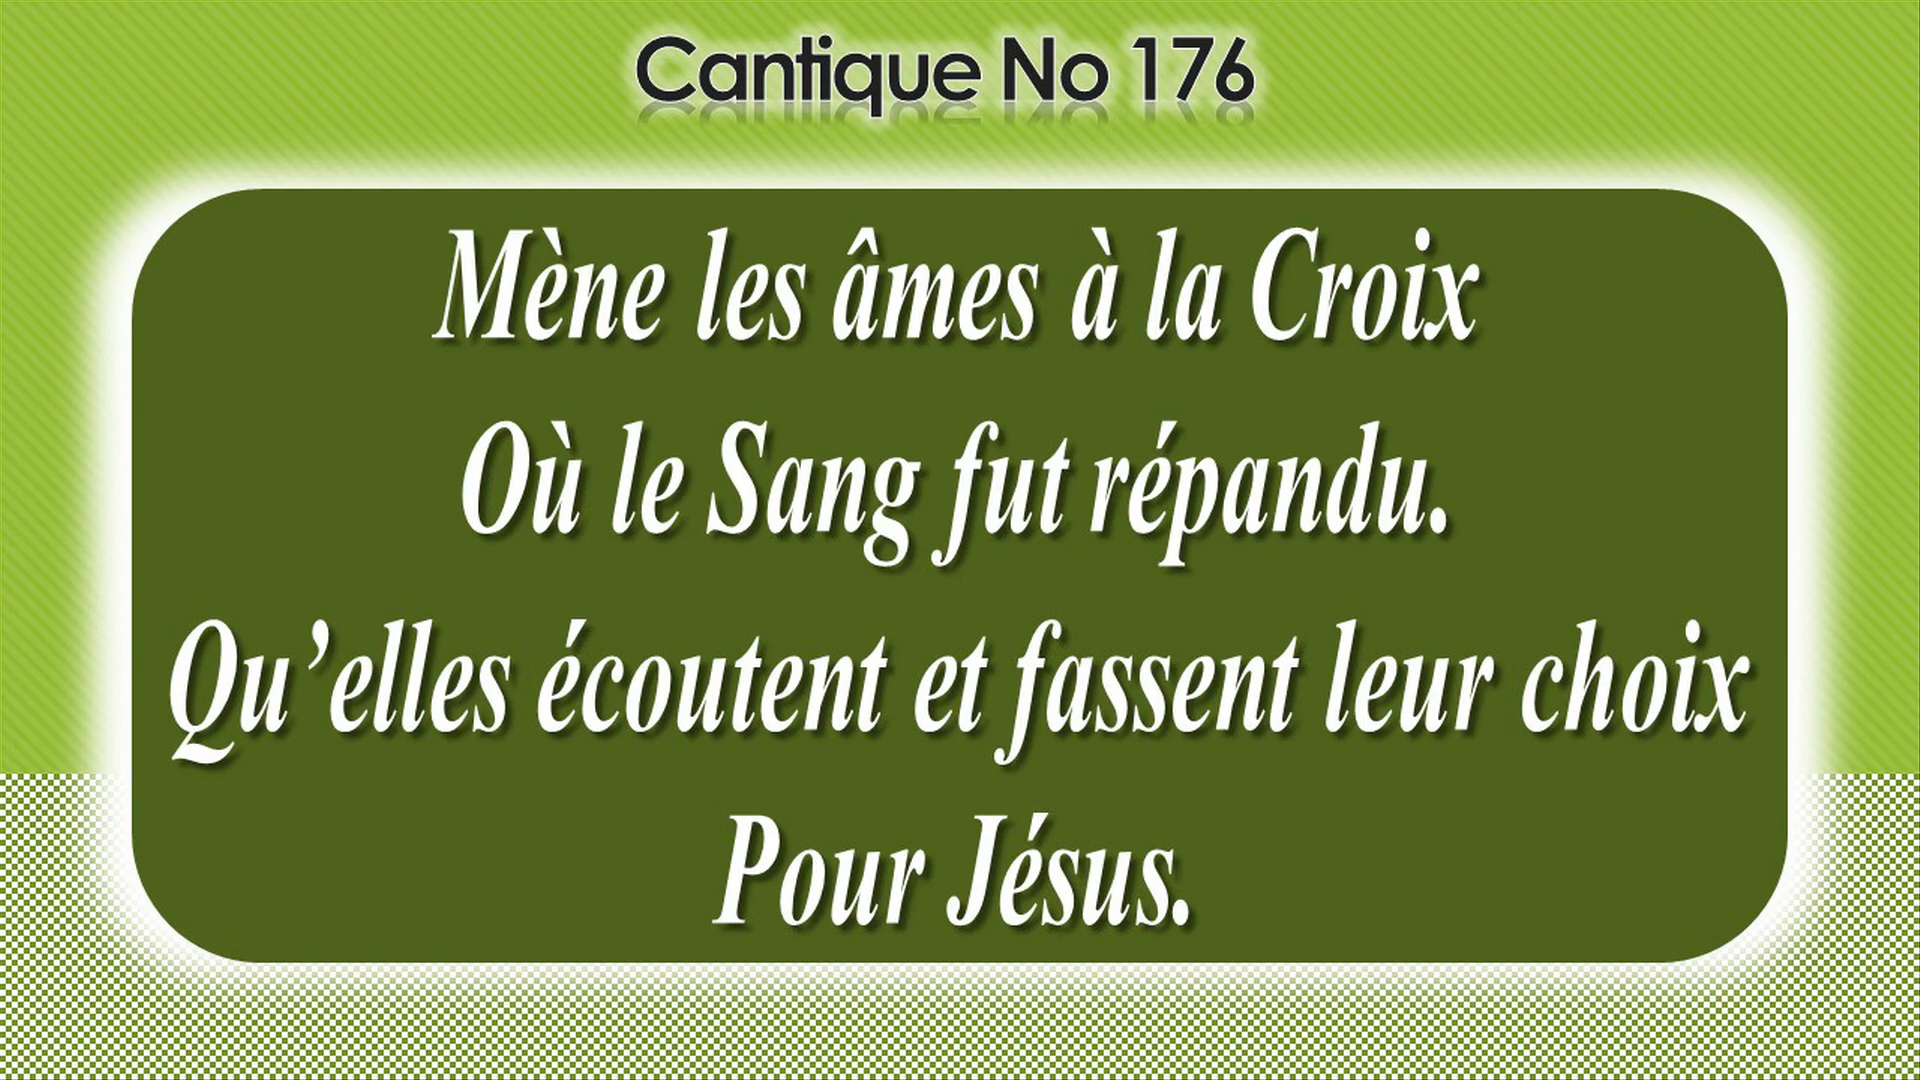 Cantique No 176
Mène les âmes à la Croix
Où le Sang fut répandu.
Qu’elles écoutent et fassent leur choix
Pour Jésus.